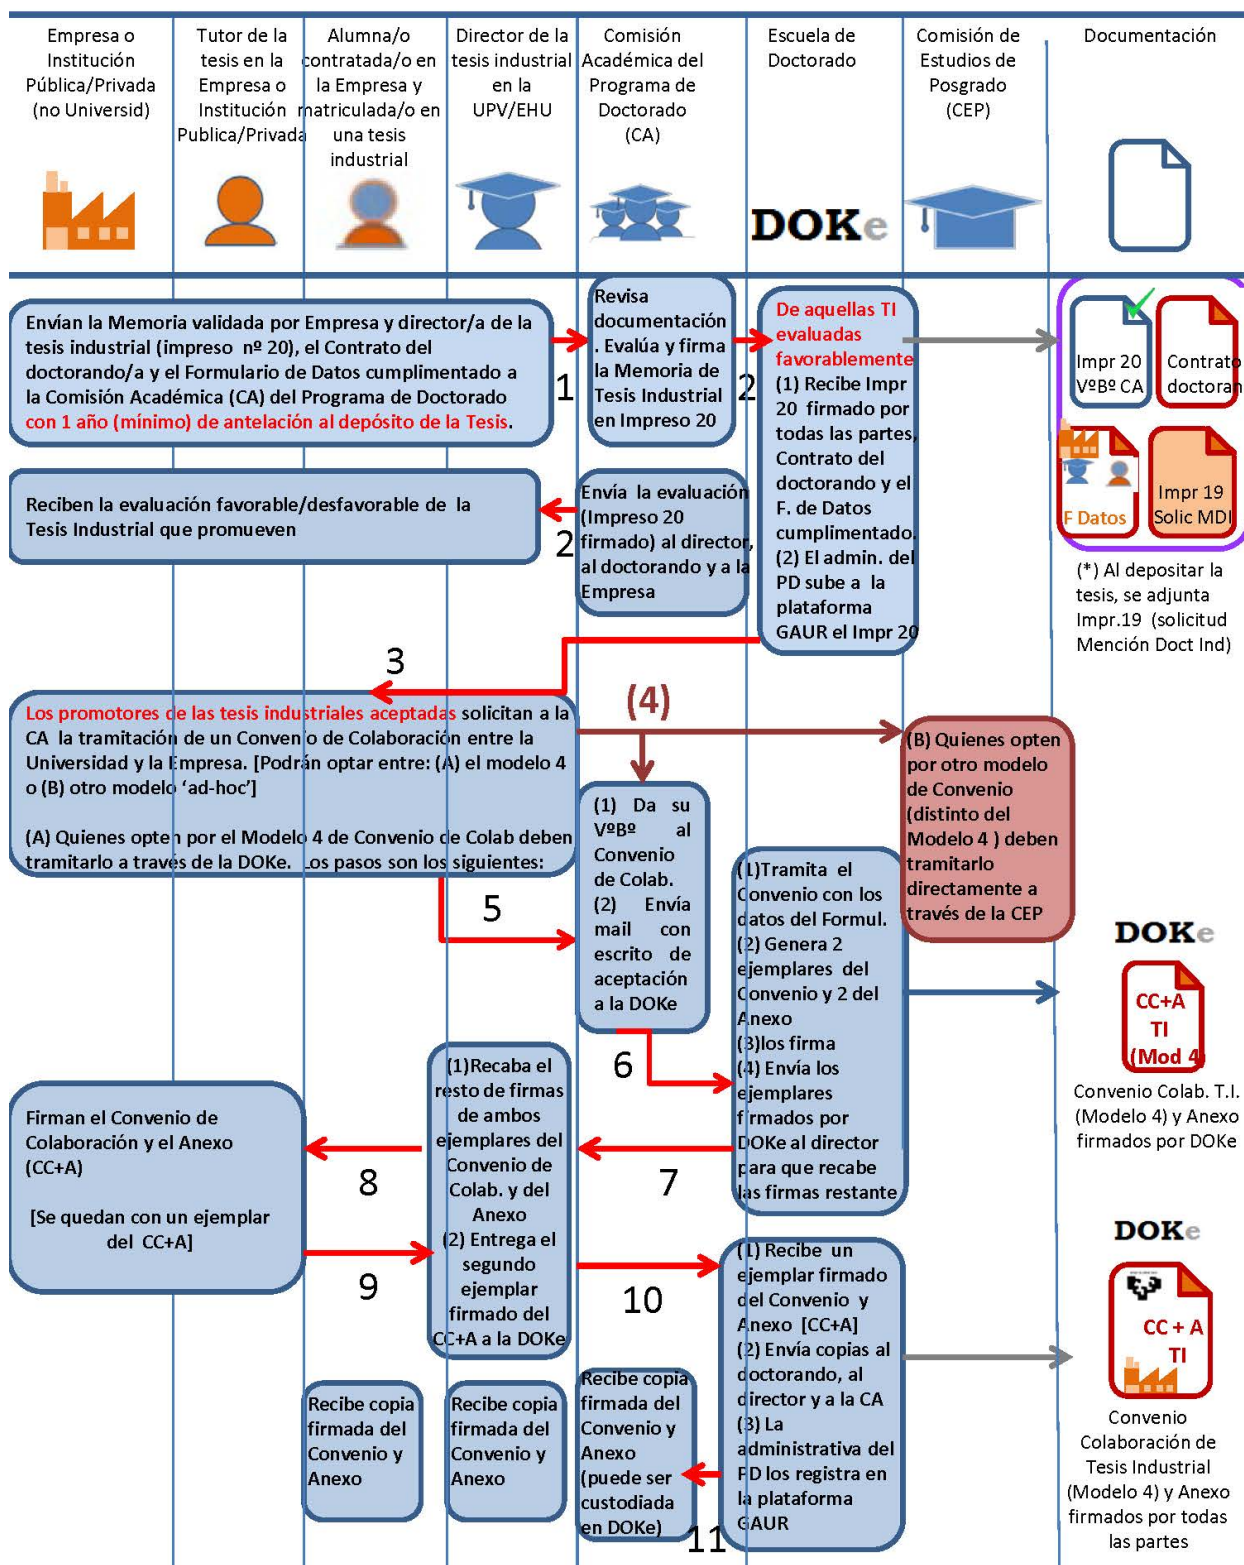 Empresa o
Institución
Pública/Privada
(no Universid)
Tutor de la
tesis en la
Empresa o
Institución
Publica/Privada
Alumna/o
contratada/o en
la Empresa y
matriculada/o en
una tesis
industrial
Director de la
tesis industrial
en la
UPV/EHU
Comisión
Académica del
Programa de
Doctorado
(CA)
Escuela de
Doctorado
Comisión de
Estudios de
Posgrado
(CEP)
Documentación
DOKe
Envían la Memoria validada por Empresa y director/a de la
tesis industrial (impreso nº 20), el Contrato del
doctorando/a y el Formulario de Datos cumplimentado a
la Comisión Académica (CA) del Programa de Doctorado
con 1 año (mínimo) de antelación al depósito de la Tesis.
1
Revisa
documentación
. Evalúa y firma
la Memoria de
Tesis Industrial
en Impreso 20
2
De aquellas TI
evaluadas
favorablemente
(1) Recibe Impr
20 firmado por
todas las partes,
Contrato del
doctorando y el
F. de Datos
cumplimentado.
(2) El admin. del
PD sube a la
plataforma
GAUR el Impr 20
Impr 20
VºBº CA
Contrato
doctoran
F Datos
Impr 19
Solic MDI
(*) Al depositar la
tesis, se adjunta
Impr.19 (solicitud
Mención Doct Ind)
Reciben la evaluación favorable/desfavorable de la
Tesis Industrial que promueven
2
Envía la evaluación
(Impreso 20
firmado) al director,
al doctorando y a la
Empresa
3
Los promotores de las tesis industriales aceptadas solicitan a la
CA la tramitación de un Convenio de Colaboración entre la
Universidad y la Empresa. [Podrán optar entre: (A) el modelo 4
o (B) otro modelo 'ad-hoc']
(A) Quienes opten por el Modelo 4 de Convenio de Colab deben
tramitarlo a través de la DOKe. Los pasos son los siguientes:
(4)
(B) Quienes opten
por otro modelo
de Convenio
(distinto del
Modelo 4 ) deben
tramitarlo
directamente a
través de la CEP
5
(1) Da su
VºBº al
Convenio
de Colab.
(2) Envía
mail con
escrito de
aceptación
a la DOKe
6
(1)Tramita el
Convenio con los
datos del Formul.
(2) Genera 2
ejemplares del
Convenio y 2 del
Anexo
(3)los firma
(4) Envía los
ejemplares
firmados por
DOKe al director
para que recabe
las firmas restante
DOKe
CC+A
TI
(Mod 4)
Convenio Colab. T.I.
(Modelo 4) y Anexo
firmados por DOKe
7
(1)Recaba el
resto de firmas
de ambos
ejemplares del
Convenio de
Colab. y del
Anexo
(2) Entrega el
segundo
ejemplar
firmado del
CC+A a la DOKe
8
Firman el Convenio de
Colaboración y el Anexo
(CC+A)
[Se quedan con un ejemplar
del CC+A]
9
10
(1) Recibe un
ejemplar firmado
del Convenio y
Anexo [CC+A]
(2) Envía copias al
doctorando, al
director y a la CA
(3) La
administrativa del
PD los registra en
la plataforma
GAUR
DOKe
CC + A
TI
Convenio
Colaboración de
Tesis Industrial
(Modelo 4) y Anexo
firmados por todas
las partes
11
Recibe copia
firmada del
Convenio y
Anexo
Recibe copia
firmada del
Convenio y
Anexo
Recibe copia
firmada del
Convenio y
Anexo
(puede ser
custodiada
en DOKe)